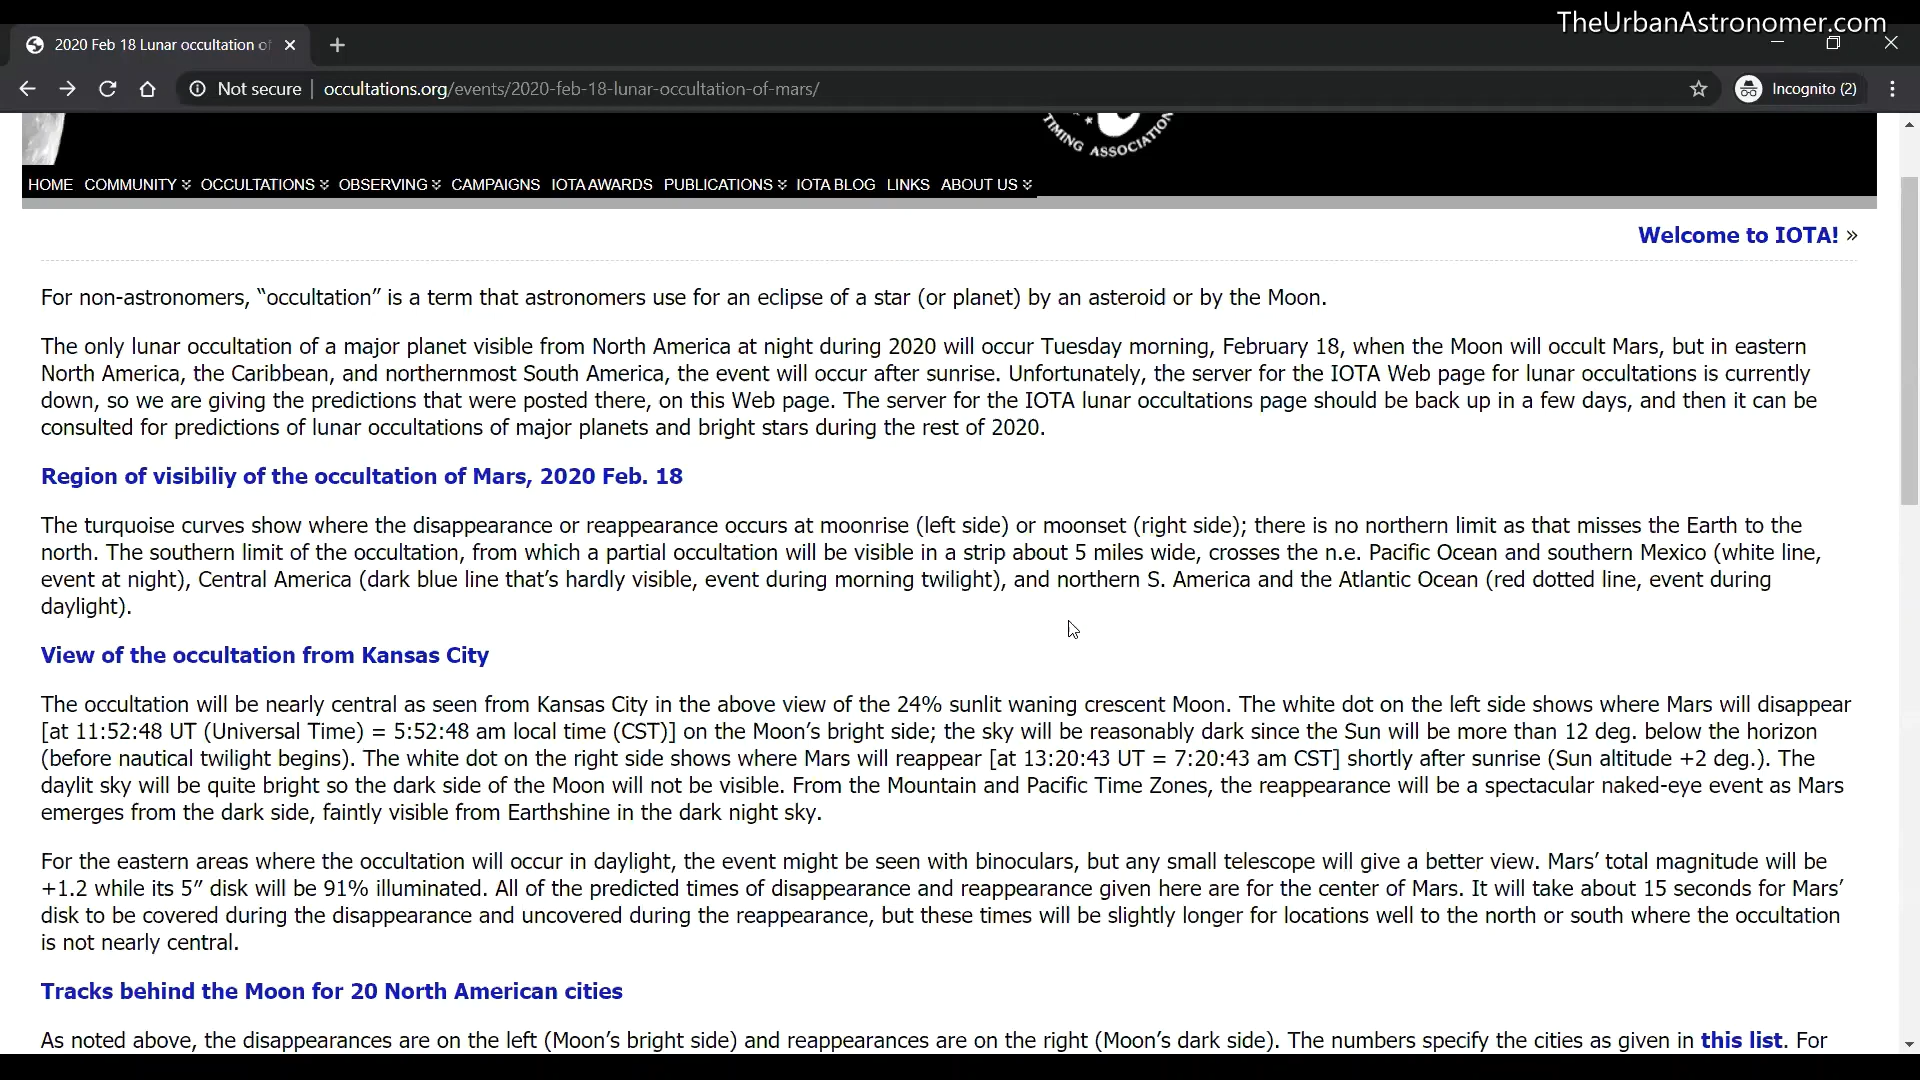 TheUrbanAstronomer.com
2020 Feb 18 Lunar occultation of
Not secure | occultations.org/events/2020-feb-18-lunar-occultation-of-mars/
Incognito (2)
TIMING ASSOCIATION
HOME COMMUNITY OCCULTATIONS OBSERVING CAMPAIGNS IOTA AWARDS PUBLICATIONS IOTA BLOG LINKS ABOUT US
Welcome to IOTA! »
For non-astronomers, “occultation” is a term that astronomers use for an eclipse of a star (or planet) by an asteroid or by the Moon.
The only lunar occultation of a major planet visible from North America at night during 2020 will occur Tuesday morning, February 18, when the Moon will occult Mars, but in eastern
North America, the Caribbean, and northernmost South America, the event will occur after sunrise. Unfortunately, the server for the IOTA Web page for lunar occultations is currently
down, so we are giving the predictions that were posted there, on this Web page. The server for the IOTA lunar occultations page should be back up in a few days, and then it can be
consulted for predictions of lunar occultations of major planets and bright stars during the rest of 2020.
Region of visibiliy of the occultation of Mars, 2020 Feb. 18
The turquoise curves show where the disappearance or reappearance occurs at moonrise (left side) or moonset (right side); there is no northern limit as that misses the Earth to the
north. The southern limit of the occultation, from which a partial occultation will be visible in a strip about 5 miles wide, crosses the n.e. Pacific Ocean and southern Mexico (white line,
event at night), Central America (dark blue line that’s hardly visible, event during morning twilight), and northern S. America and the Atlantic Ocean (red dotted line, event during
daylight).
View of the occultation from Kansas City
The occultation will be nearly central as seen from Kansas City in the above view of the 24% sunlit waning crescent Moon. The white dot on the left side shows where Mars will disappear
[at 11:52:48 UT (Universal Time) = 5:52:48 am local time (CST)] on the Moon’s bright side; the sky will be reasonably dark since the Sun will be more than 12 deg. below the horizon
(before nautical twilight begins). The white dot on the right side shows where Mars will reappear [at 13:20:43 UT = 7:20:43 am CST] shortly after sunrise (Sun altitude +2 deg.). The
daylit sky will be quite bright so the dark side of the Moon will not be visible. From the Mountain and Pacific Time Zones, the reappearance will be a spectacular naked-eye event as Mars
emerges from the dark side, faintly visible from Earthshine in the dark night sky.
For the eastern areas where the occultation will occur in daylight, the event might be seen with binoculars, but any small telescope will give a better view. Mars’ total magnitude will be
+1.2 while its 5” disk will be 91% illuminated. All of the predicted times of disappearance and reappearance given here are for the center of Mars. It will take about 15 seconds for Mars’
disk to be covered during the disappearance and uncovered during the reappearance, but these times will be slightly longer for locations well to the north or south where the occultation
is not nearly central.
Tracks behind the Moon for 20 North American cities
As noted above, the disappearances are on the left (Moon’s bright side) and reappearances are on the right (Moon’s dark side). The numbers specify the cities as given in this list. For